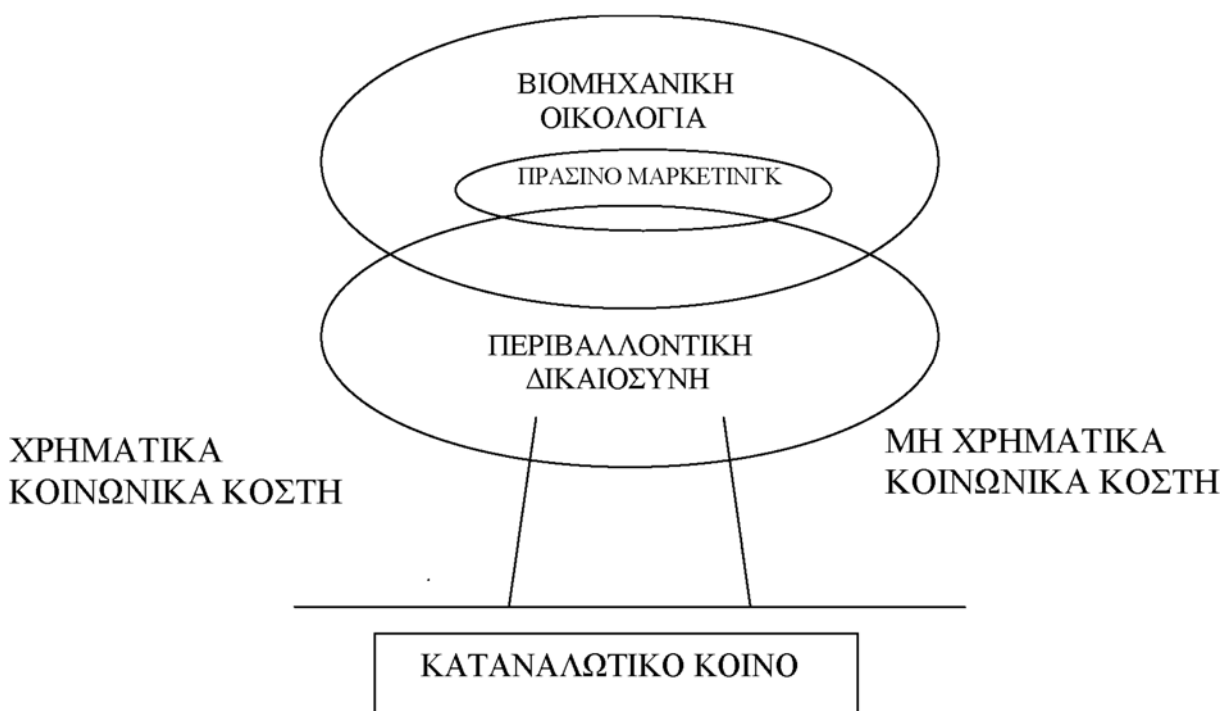 ΒΙΟΜΗΧΑΝΙΚΗ
ΟΙΚΟΛΟΓΙΑ
ΠΡΑΣΙΝΟ ΜΑΡΚΕΤΙΝΓΚ
ΠΕΡΙΒΑΛΛΟΝΤΙΚΗ
ΔΙΚΑΙΟΣΥΝΗ
ΧΡΗΜΑΤΙΚΑ
ΚΟΙΝΩΝΙΚΑ ΚΟΣΤΗ
ΜΗ ΧΡΗΜΑΤΙΚΑ
ΚΟΙΝΩΝΙΚΑ ΚΟΣΤΗ
ΚΑΤΑΝΑΛΩΤΙΚΟ ΚΟΙΝΟ